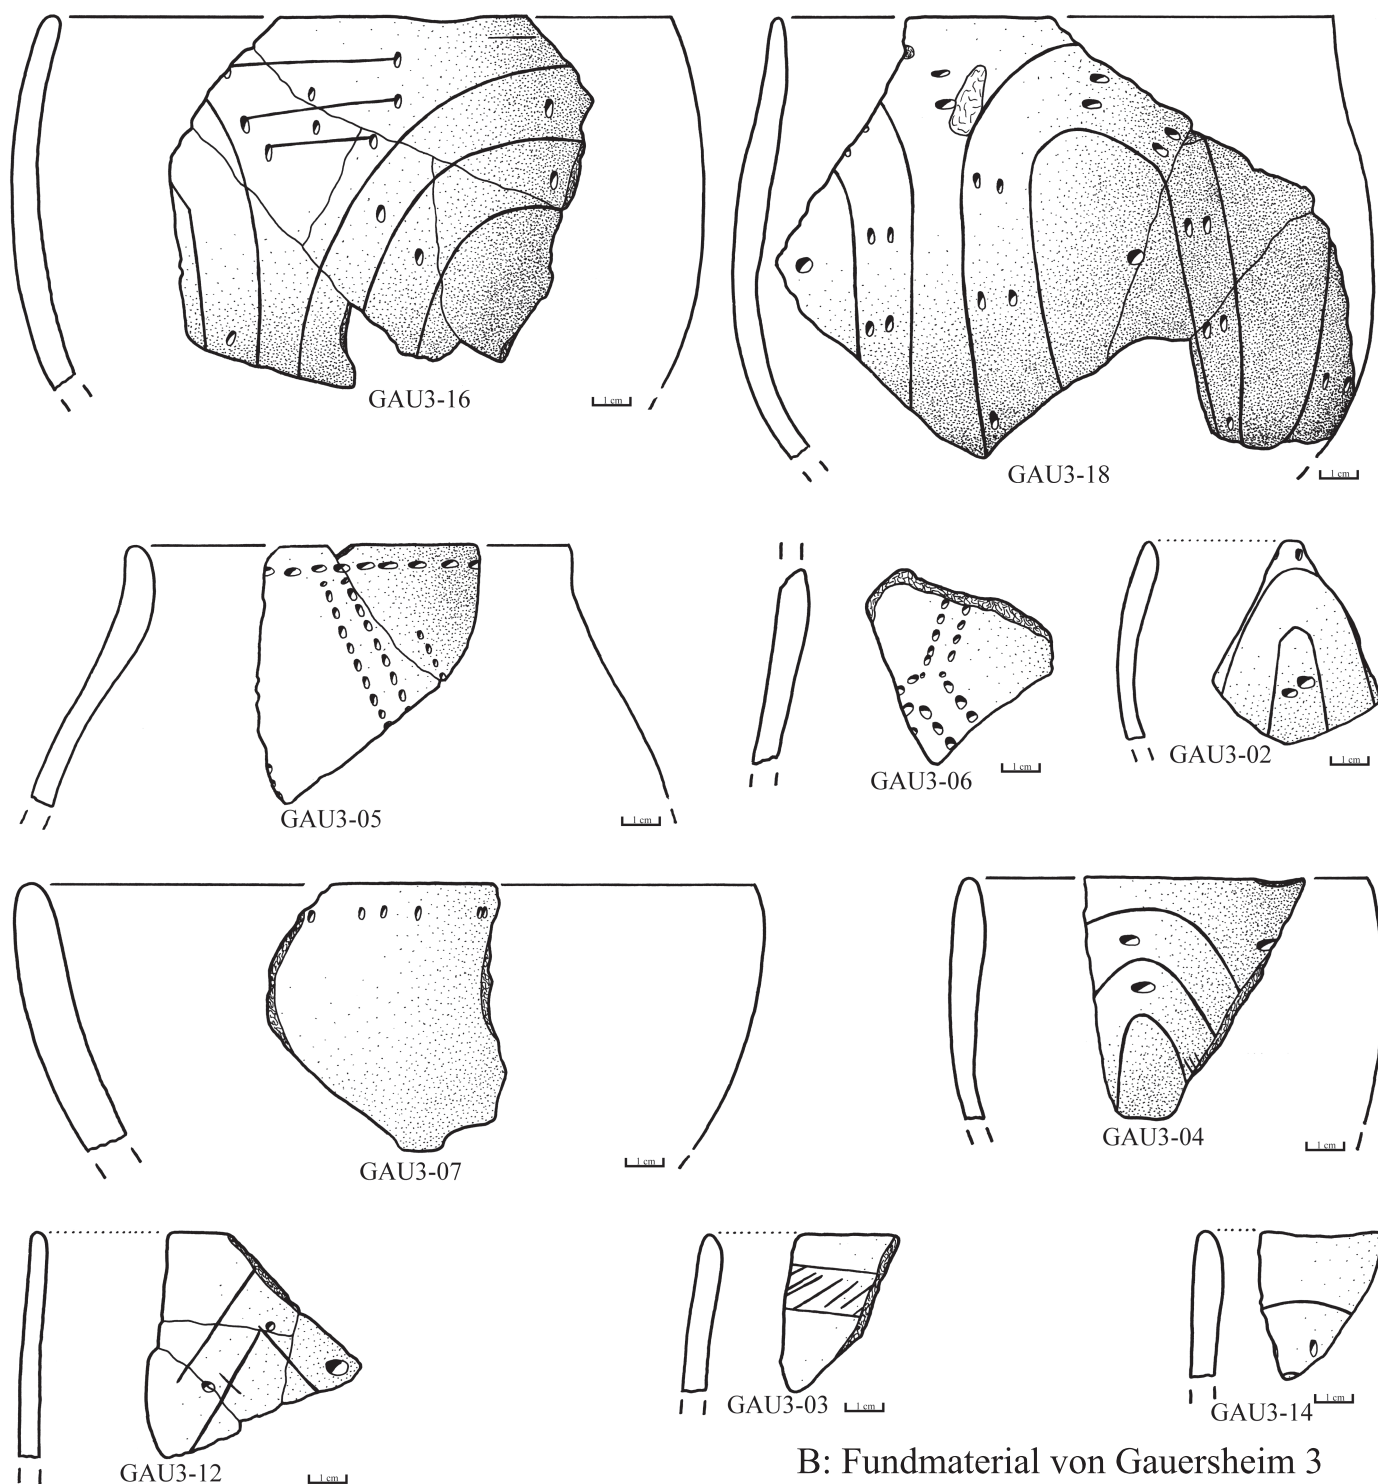 GAU3-16
1 cm
GAU3-18
1 cm
GAU3-05
1 cm
GAU3-06
1 cm
GAU3-02
1 cm
GAU3-07
1 cm
GAU3-04
1 cm
GAU3-12
1 cm
GAU3-03
1 cm
GAU3-14
1 cm
B: Fundmaterial von Gauersheim 3